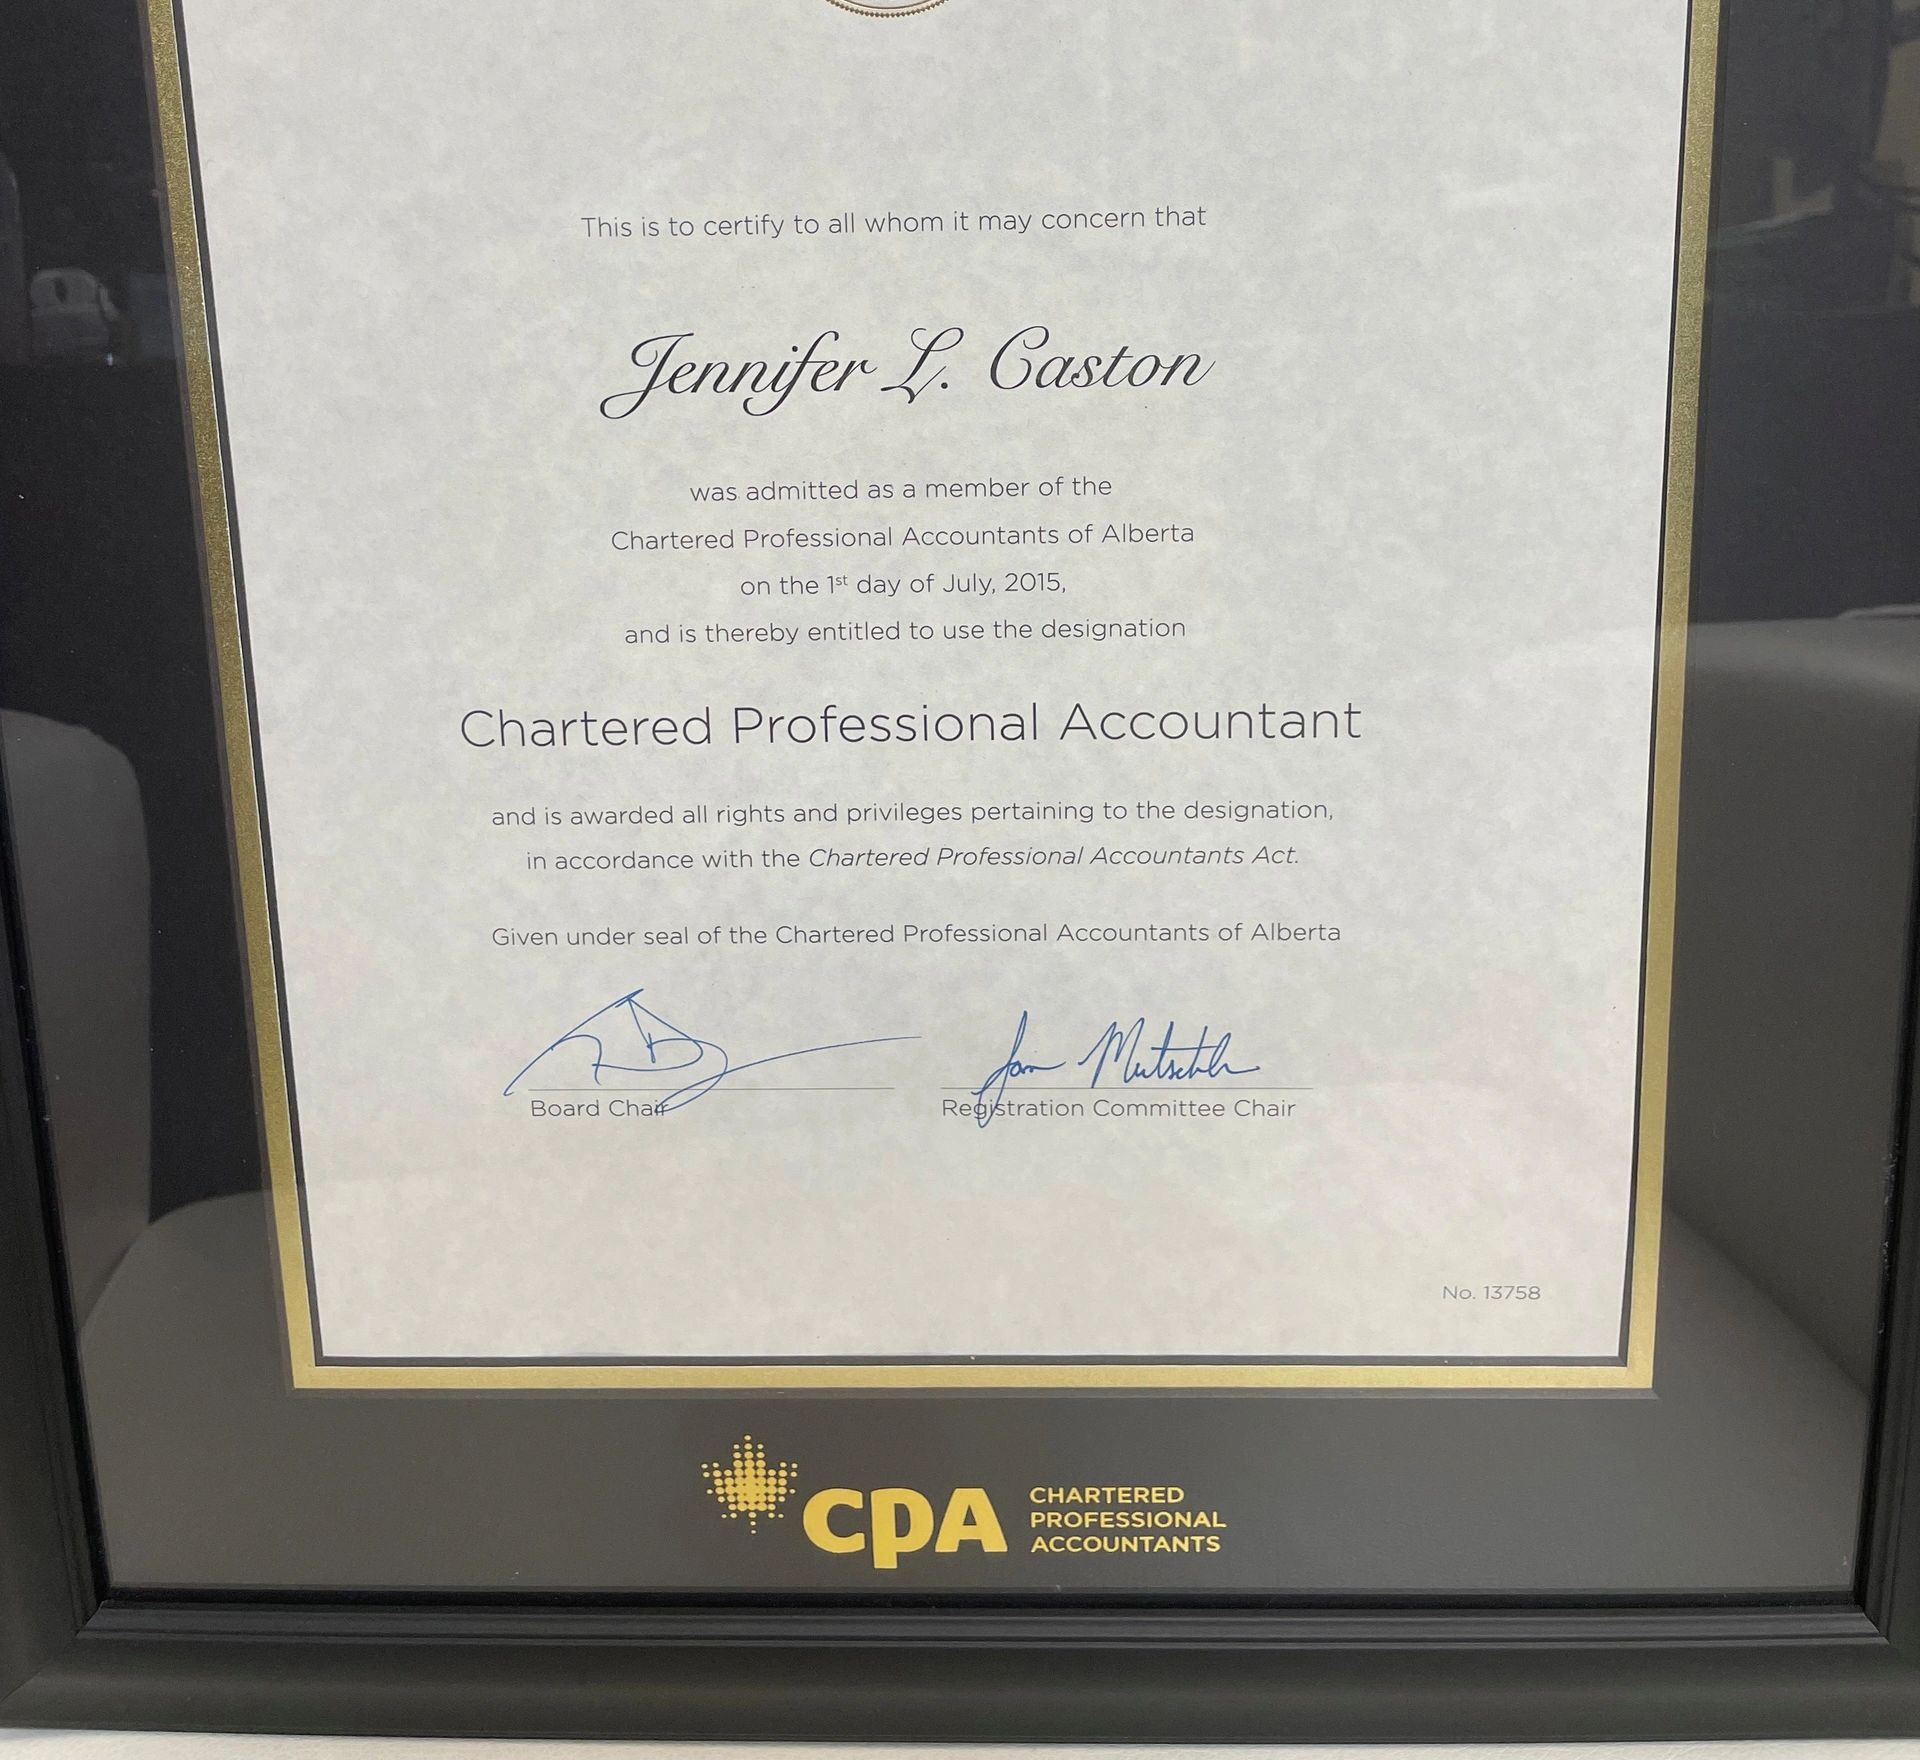 This is to certify to all whom it may concern that
Jennifer L. Caston
was admitted as a member of the
Chartered Professional Accountants of Alberta
on the 1st day of July, 2015,
and is thereby entitled to use the designation
Chartered Professional Accountant
and is awarded all rights and privileges pertaining to the designation,
in accordance with the Chartered Professional Accountants Act.
Given under seal of the Chartered Professional Accountants of Alberta
Board Chair
Registration Committee Chair
No. 13758
CPA
CHARTERED
PROFESSIONAL
ACCOUNTANTS